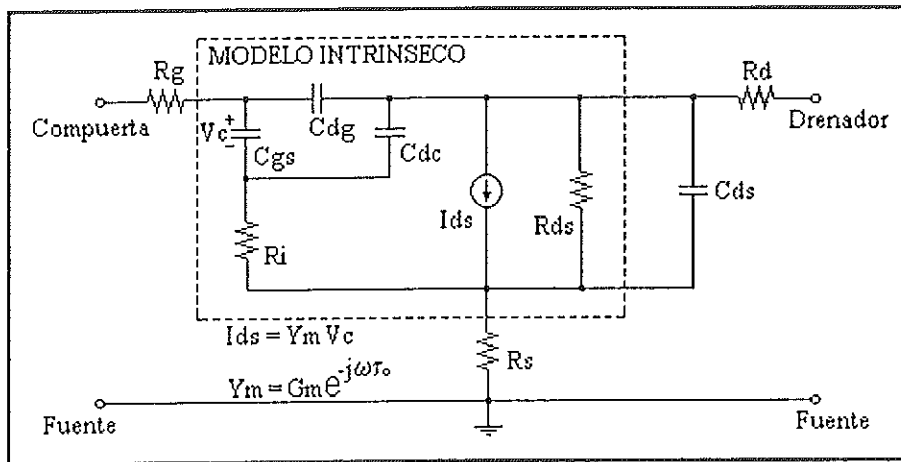 MODELO INTRINSECO
Rg
Rd
Compuerta
Vc
+
-
Cdg
Drenador
Cgs
Cdc
Ids
Rds
Cds
Ri
Ids = Ym Vc
Rs
Ym = Gm e^-jωτo
Fuente
Fuente